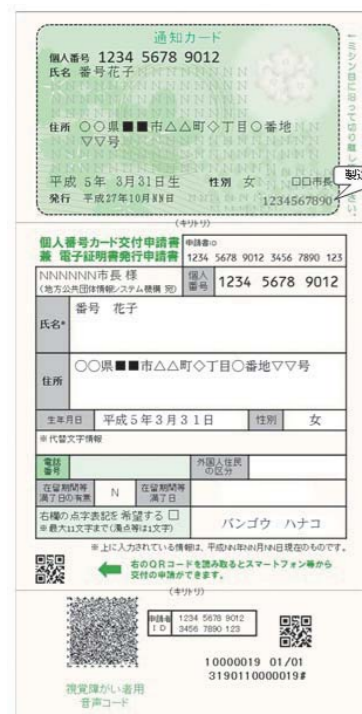 通知カード
個人番号 1234 5678 9012
氏名 番号花子
住所 〇〇県■■市△△町◇丁目〇番地
▽▽号
平成 5年 3月31日生 性別 女 □□市長
発行 平成27年10月NN日 1234567890
(キリトリ)
個人番号カード交付申請書
兼 電子証明書発行申請書
申請書ID
1234 5678 9012 3456 7890 123
NNNNNN市長 様
(地方公共団体情報システム機構 宛)
個人番号 1234 5678 9012
氏名* 番号 花子
住所 〇〇県■■市△△町◇丁目〇番地▽▽号
生年月日 平成5年3月31日 性別 女
※代替文字情報
電話番号 外国人住民の区分
在留期間等満了日の有無 N 在留期間等満了日
右欄の点字表記を希望する □
※最大11文字まで(濁点等は1文字)
バンゴウ ハナコ
※上に入力されている情報は、平成NN年NN月NN日現在のものです。
右のQRコードを読み取るとスマートフォン等から
交付の申請ができます。
(キリトリ)
申請書ID 1234 5678 9012
3456 7890 123
10000019 01/01
3190110000019#
視覚障がい者用
音声コード